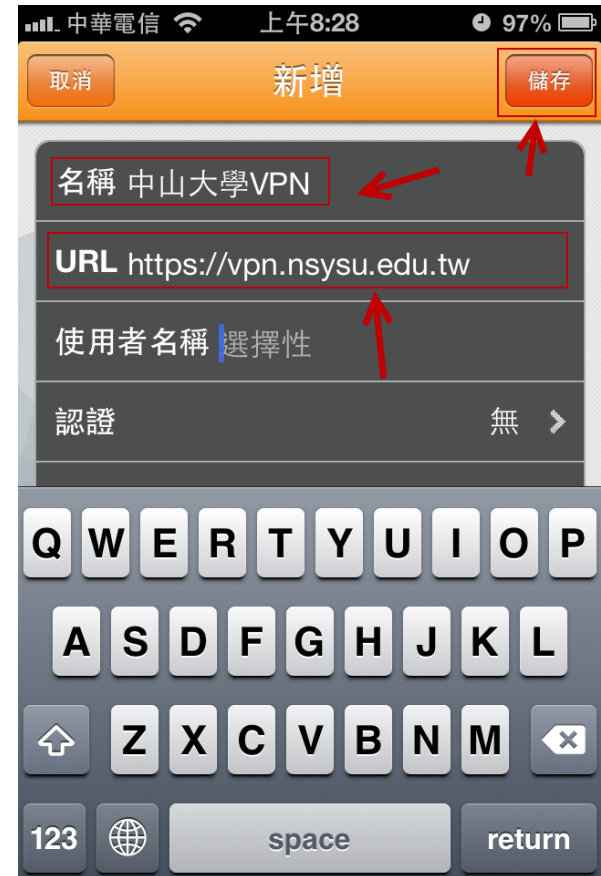 中華電信 上午8:28 97%
取消 新增 儲存
名稱 中山大學VPN
URL https://vpn.nsysu.edu.tw
使用者名稱 選擇性
認證 無
Q W E R T Y U I O P
A S D F G H J K L
Z X C V B N M
123 space return